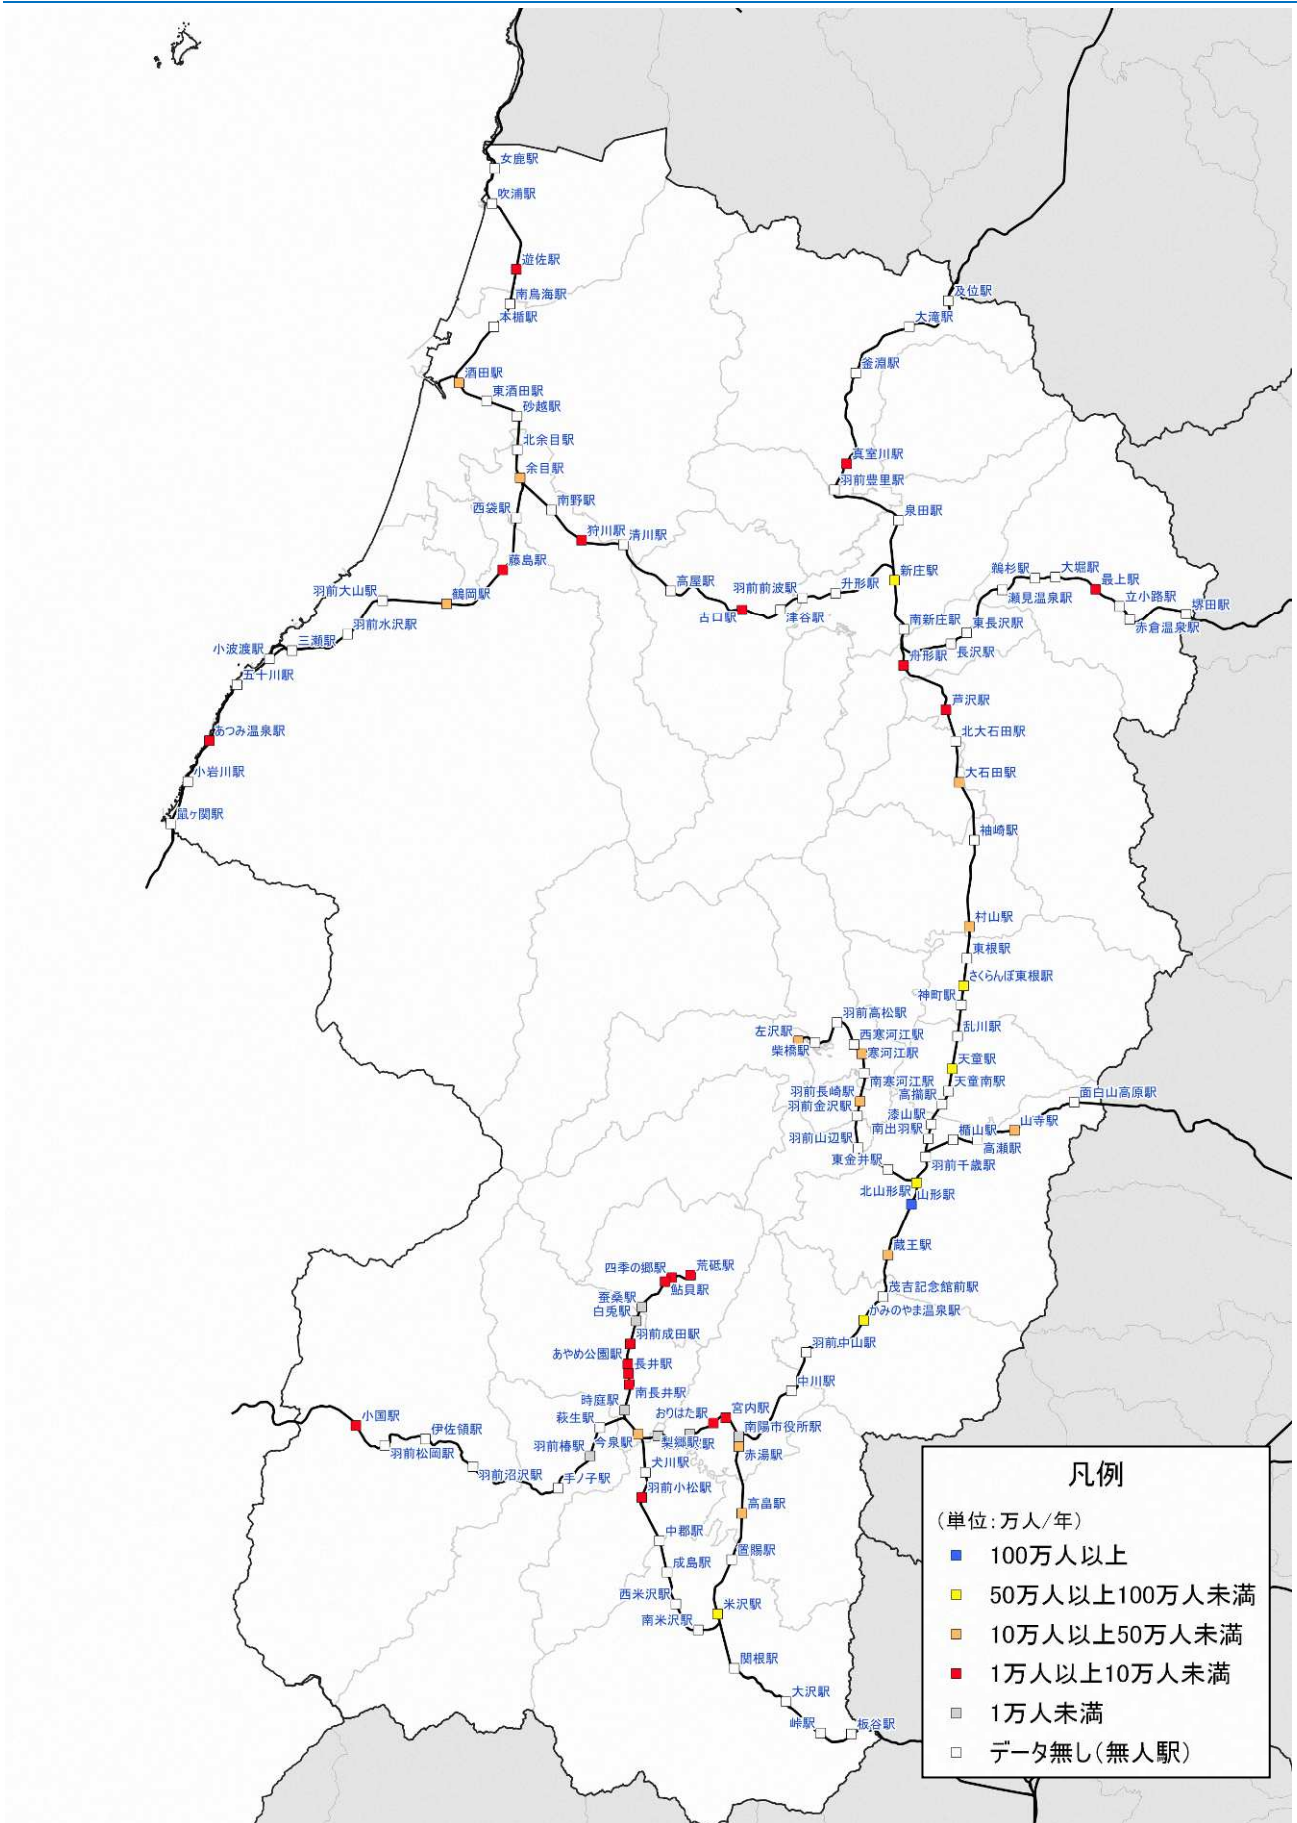 女鹿駅
吹浦駅
遊佐駅
南鳥海駅
本楯駅
酒田駅
東酒田駅
砂越駅
北余目駅
余目駅
西袋駅
南野駅
狩川駅
清川駅
藤島駅
鶴岡駅
羽前大山駅
羽前水沢駅
三瀬駅
小波渡駅
五十川駅
あつみ温泉駅
小岩川駅
鼠ヶ関駅
高屋駅
古口駅
羽前前波駅
津谷駅
升形駅
及位駅
大滝駅
釜淵駅
真室川駅
羽前豊里駅
泉田駅
新庄駅
南新庄駅
舟形駅
鵜杉駅
大堀駅
最上駅
瀬見温泉駅
立小路駅
堺田駅
赤倉温泉駅
東長沢駅
長沢駅
芦沢駅
北大石田駅
大石田駅
袖崎駅
村山駅
東根駅
さくらんぼ東根駅
神町駅
乱川駅
天童駅
天童南駅
高擶駅
漆山駅
南出羽駅
羽前千歳駅
左沢駅
柴橋駅
羽前高松駅
西寒河江駅
寒河江駅
南寒河江駅
羽前長崎駅
羽前金沢駅
羽前山辺駅
東金井駅
楯山駅
高瀬駅
山寺駅
面白山高原駅
北山形駅
山形駅
蔵王駅
茂吉記念館前駅
かみのやま温泉駅
羽前中山駅
中川駅
四季の郷駅
荒砥駅
鮎貝駅
蚕桑駅
白兎駅
羽前成田駅
あやめ公園駅
長井駅
南長井駅
時庭駅
萩生駅
今泉駅
おりはた駅
宮内駅
梨郷駅
南陽市役所駅
赤湯駅
小国駅
羽前松岡駅
伊佐領駅
羽前沼沢駅
手ノ子駅
羽前椿駅
犬川駅
羽前小松駅
中郡駅
成島駅
西米沢駅
南米沢駅
高畠駅
置賜駅
米沢駅
関根駅
大沢駅
峠駅
板谷駅
凡例
(単位:万人/年)
100万人以上
50万人以上100万人未満
10万人以上50万人未満
1万人以上10万人未満
1万人未満
データ無し(無人駅)